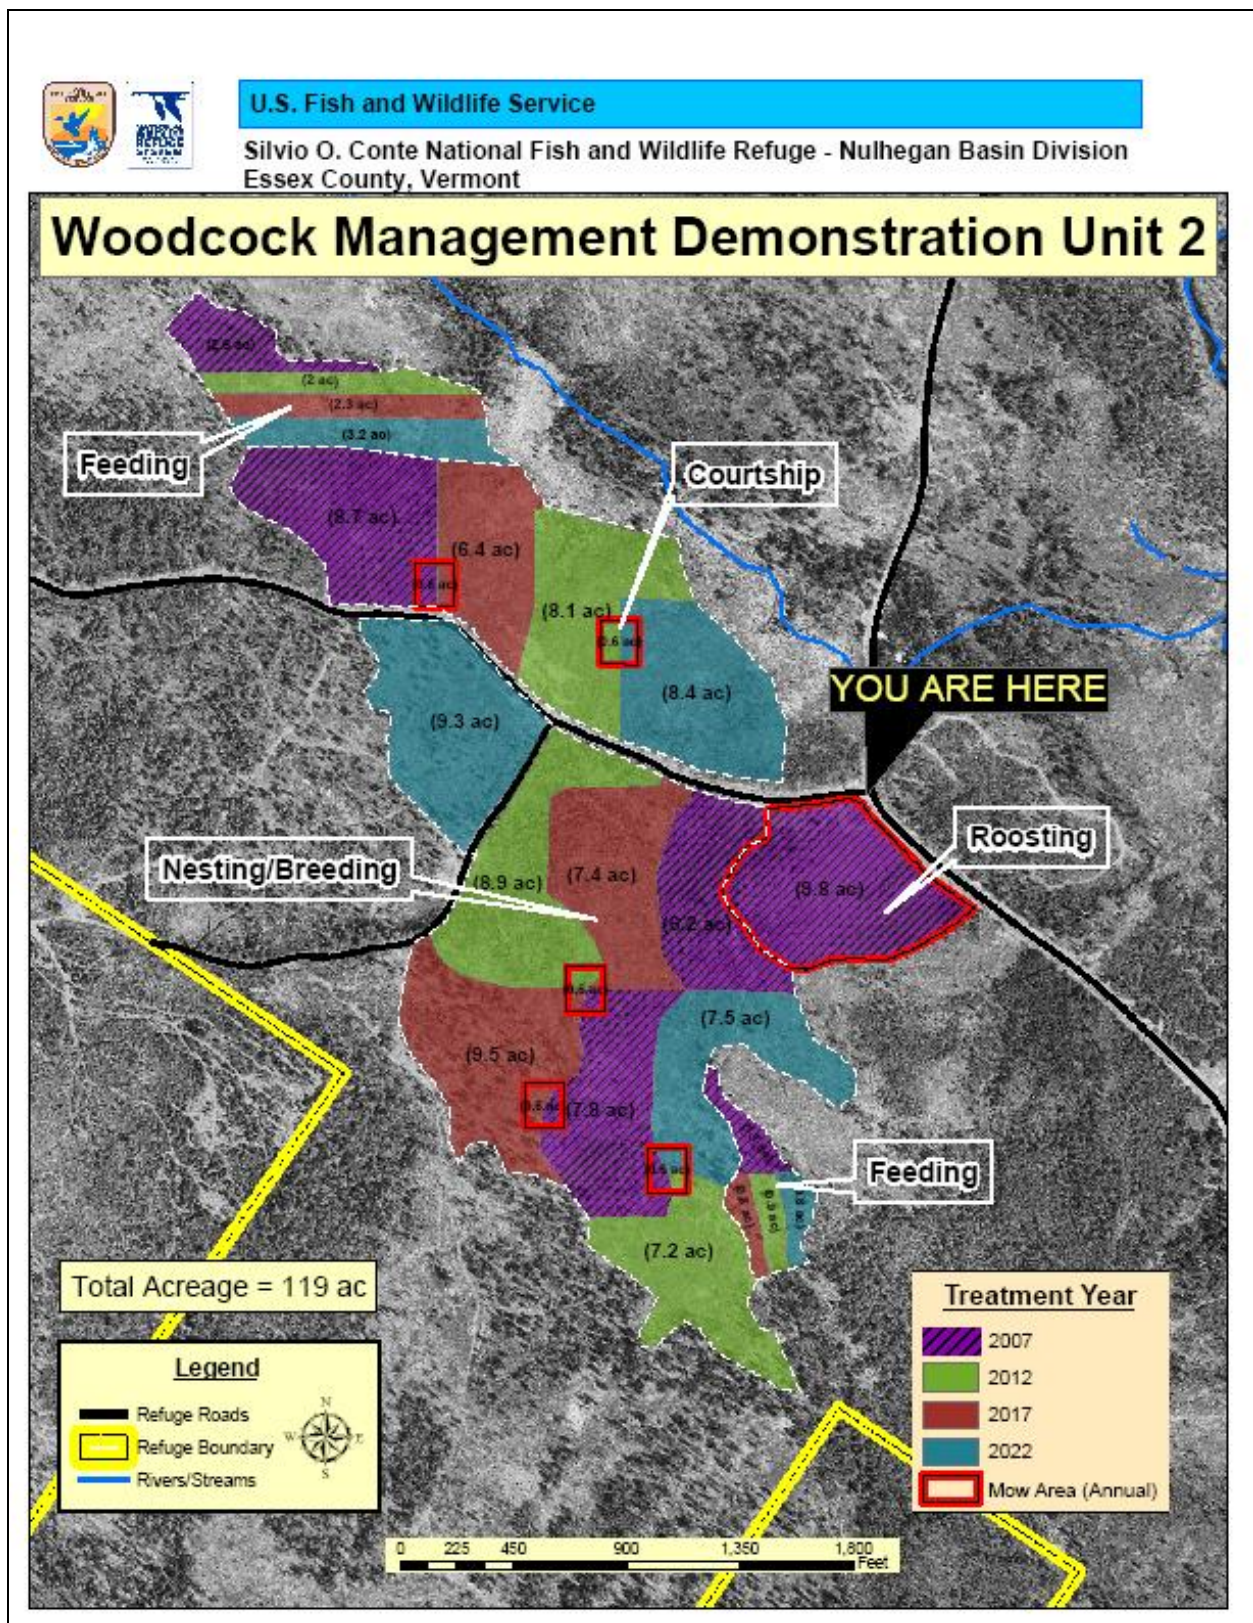 U.S. Fish and Wildlife Service
Silvio O. Conte National Fish and Wildlife Refuge - Nulhegan Basin Division
Essex County, Vermont
Woodcock Management Demonstration Unit 2
(2.6 ac)
(2 ac)
(2.3 ac)
(3.2 ac)
Feeding
Courtship
(8.7 ac)
(6.4 ac)
(8.1 ac)
(8.4 ac)
YOU ARE HERE
(9.3 ac)
Roosting
Nesting/Breeding
(8.9 ac)
(7.4 ac)
(9.8 ac)
(6.2 ac)
(7.5 ac)
(9.5 ac)
(7.8 ac)
Feeding
(7.2 ac)
Total Acreage = 119 ac
Legend
Refuge Roads
Refuge Boundary
Rivers/Streams
N
W
E
S
Treatment Year
2007
2012
2017
2022
Mow Area (Annual)
0 225 450 900 1,350 1,800
Feet